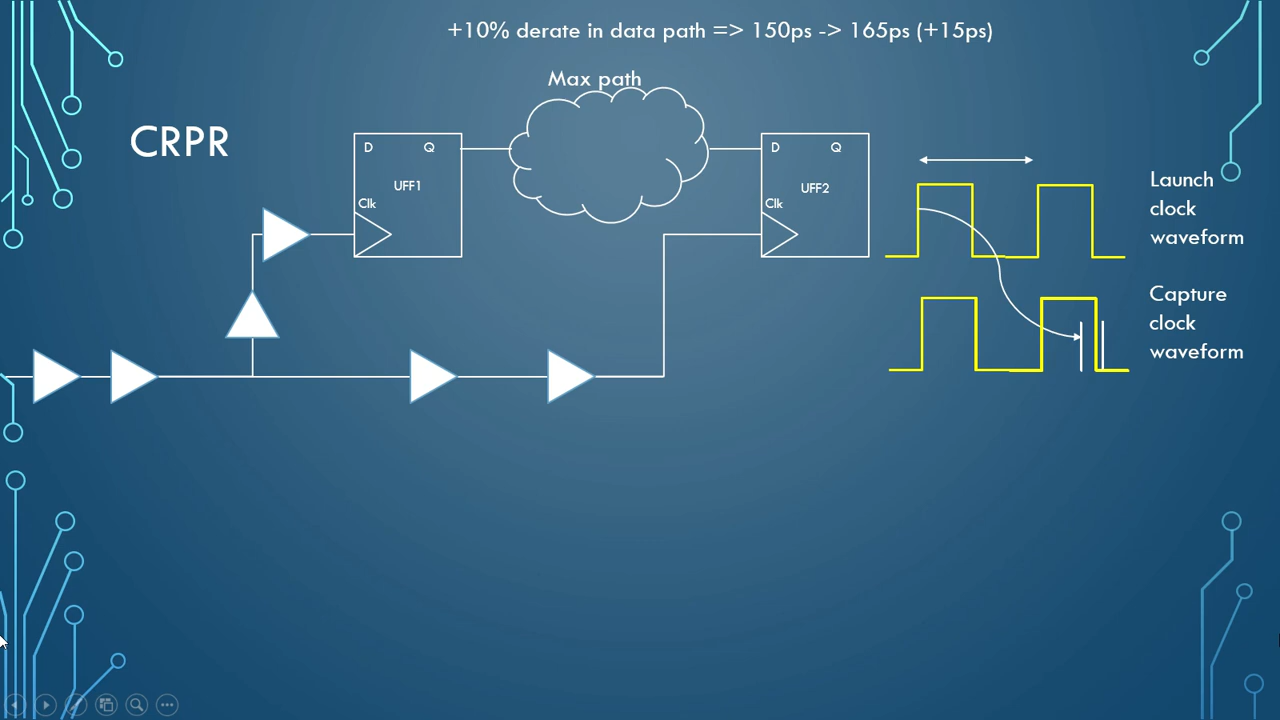 +10% derate in data path => 150ps -> 165ps (+15ps)
Max path
CRPR
D Q
UFF1
Clk
D Q
UFF2
Clk
Launch
clock
waveform
Capture
clock
waveform